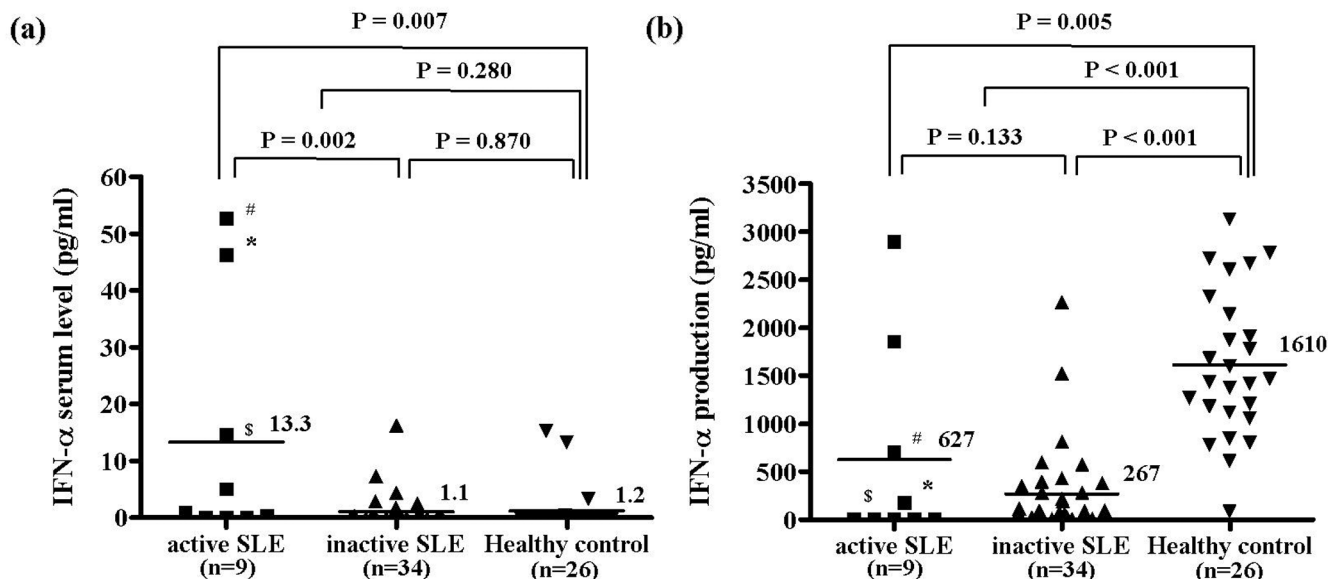 (a)
P = 0.007
P = 0.280
P = 0.002
P = 0.870
IFN-α serum level (pg/ml)
60
50
40
30
20
10
0
#
*
$ 13.3
1.1
1.2
active SLE
(n=9)
inactive SLE
(n=34)
Healthy control
(n=26)
(b)
P = 0.005
P < 0.001
P = 0.133
P < 0.001
IFN-α production (pg/ml)
3500
3000
2500
2000
1500
1000
500
0
1610
# 627
267
$
*
active SLE
(n=9)
inactive SLE
(n=34)
Healthy control
(n=26)